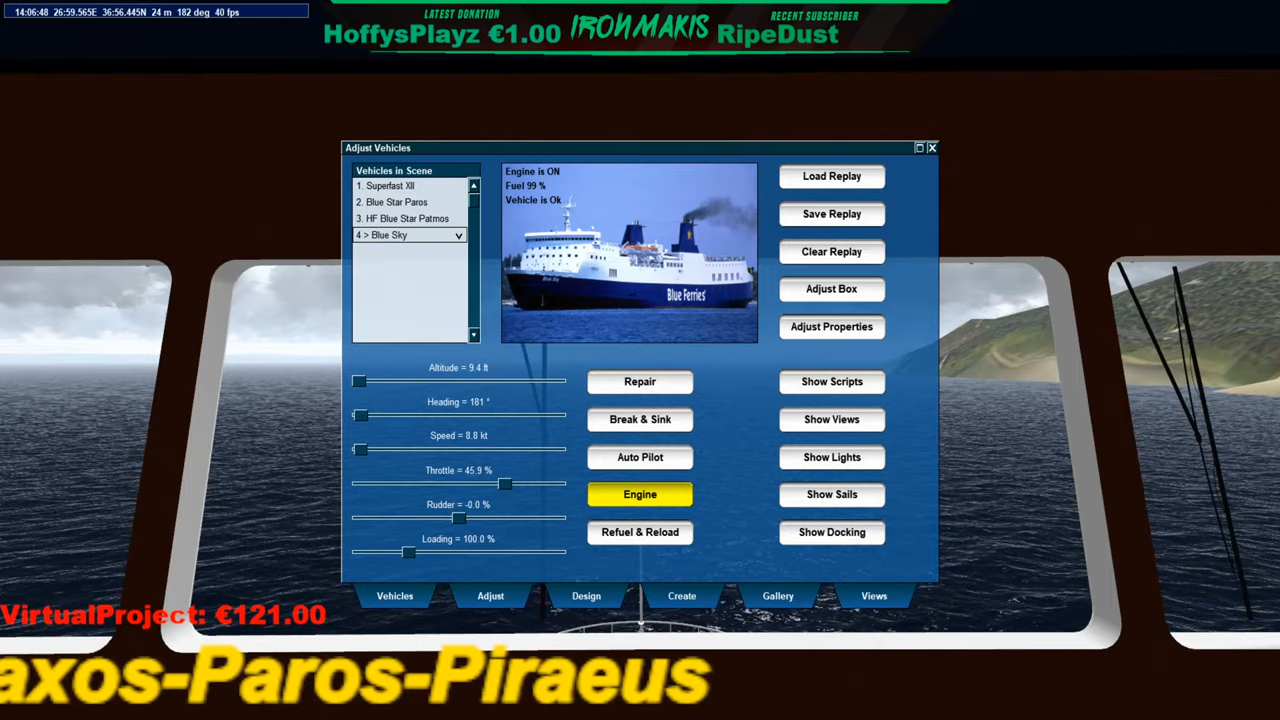 14:06:48 26:59.565E 36:56.445N 24 m 182 deg 40 fps
LATEST DONATION
HoffysPlayz €1.00
IRONMAKIS
RECENT SUBSCRIBER
RipeDust
Adjust Vehicles
Vehicles in Scene
1. Superfast XII
2. Blue Star Paros
3. HF Blue Star Patmos
4 > Blue Sky
Engine is ON
Fuel 99 %
Vehicle is Ok
Blue Sky
Blue Ferries
Load Replay
Save Replay
Clear Replay
Adjust Box
Adjust Properties
Altitude = 9.4 ft
Heading = 181 °
Speed = 8.8 kt
Throttle = 45.9 %
Rudder = -0.0 %
Loading = 100.0 %
Repair
Break & Sink
Auto Pilot
Engine
Refuel & Reload
Show Scripts
Show Views
Show Lights
Show Sails
Show Docking
Vehicles
Adjust
Design
Create
Gallery
Views
VirtualProject: €121.00
axos-Paros-Piraeus